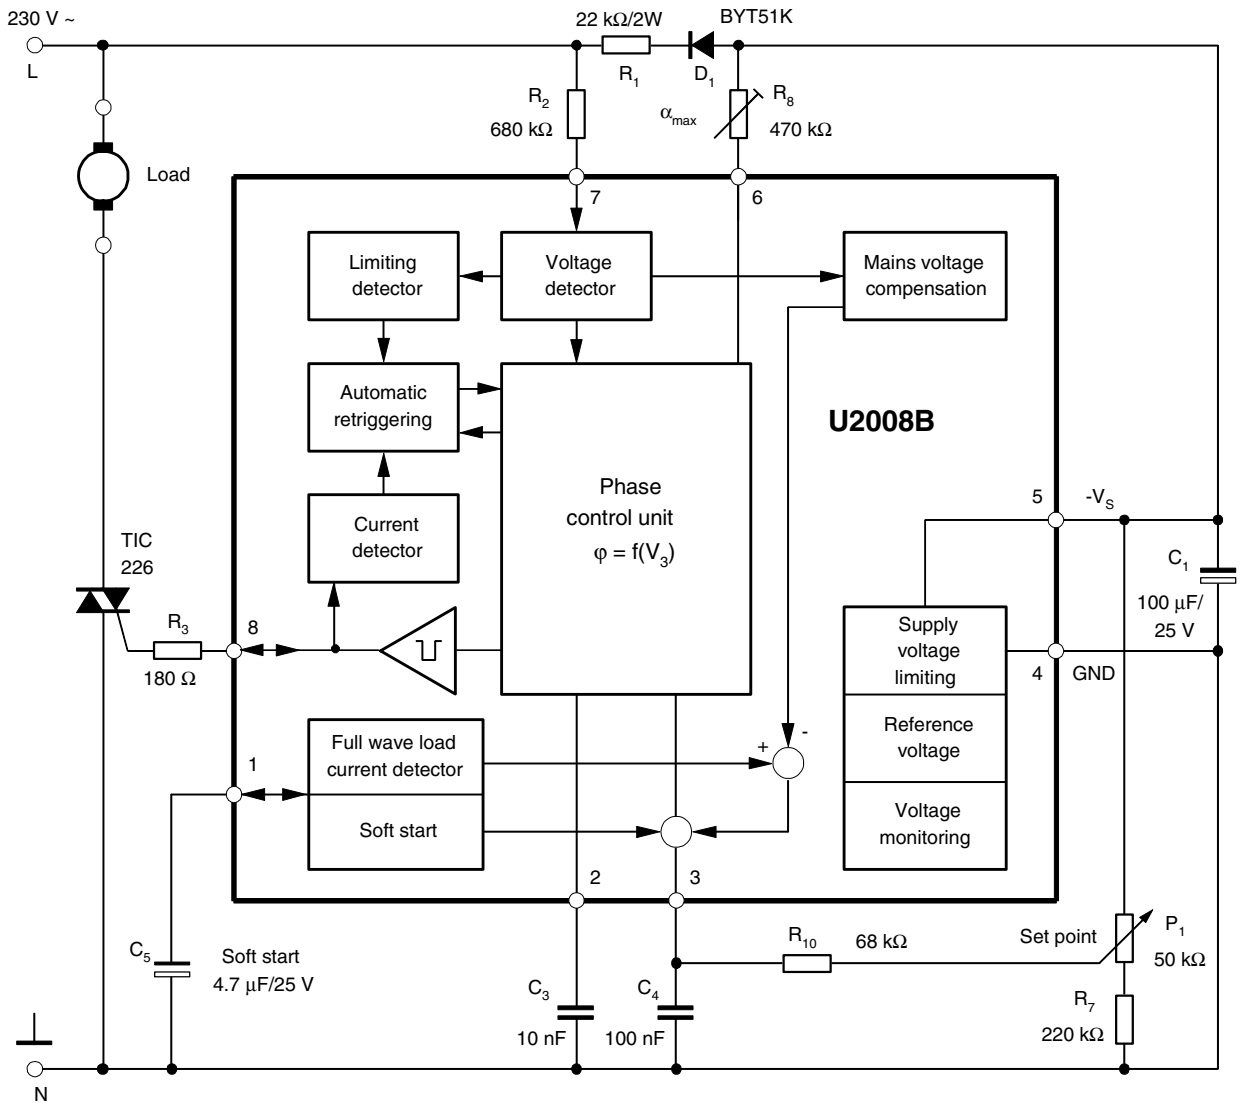 230 V ~
22 kΩ/2W
BYT51K
L
R1
D1
R2
680 kΩ
αmax
R8
470 kΩ
Load
7
6
Limiting
detector
Voltage
detector
Mains voltage
compensation
Automatic
retriggering
U2008B
Phase
control unit
φ = f(V3)
5
-VS
Current
detector
TIC
226
C1
100 μF/
25 V
R3
8
180 Ω
Supply
voltage
limiting
4
GND
Full wave load
current detector
+
-
Reference
voltage
1
Soft start
Voltage
monitoring
2
3
C5
Soft start
4.7 μF/25 V
R10
68 kΩ
Set point
P1
50 kΩ
C3
10 nF
C4
100 nF
R7
220 kΩ
N